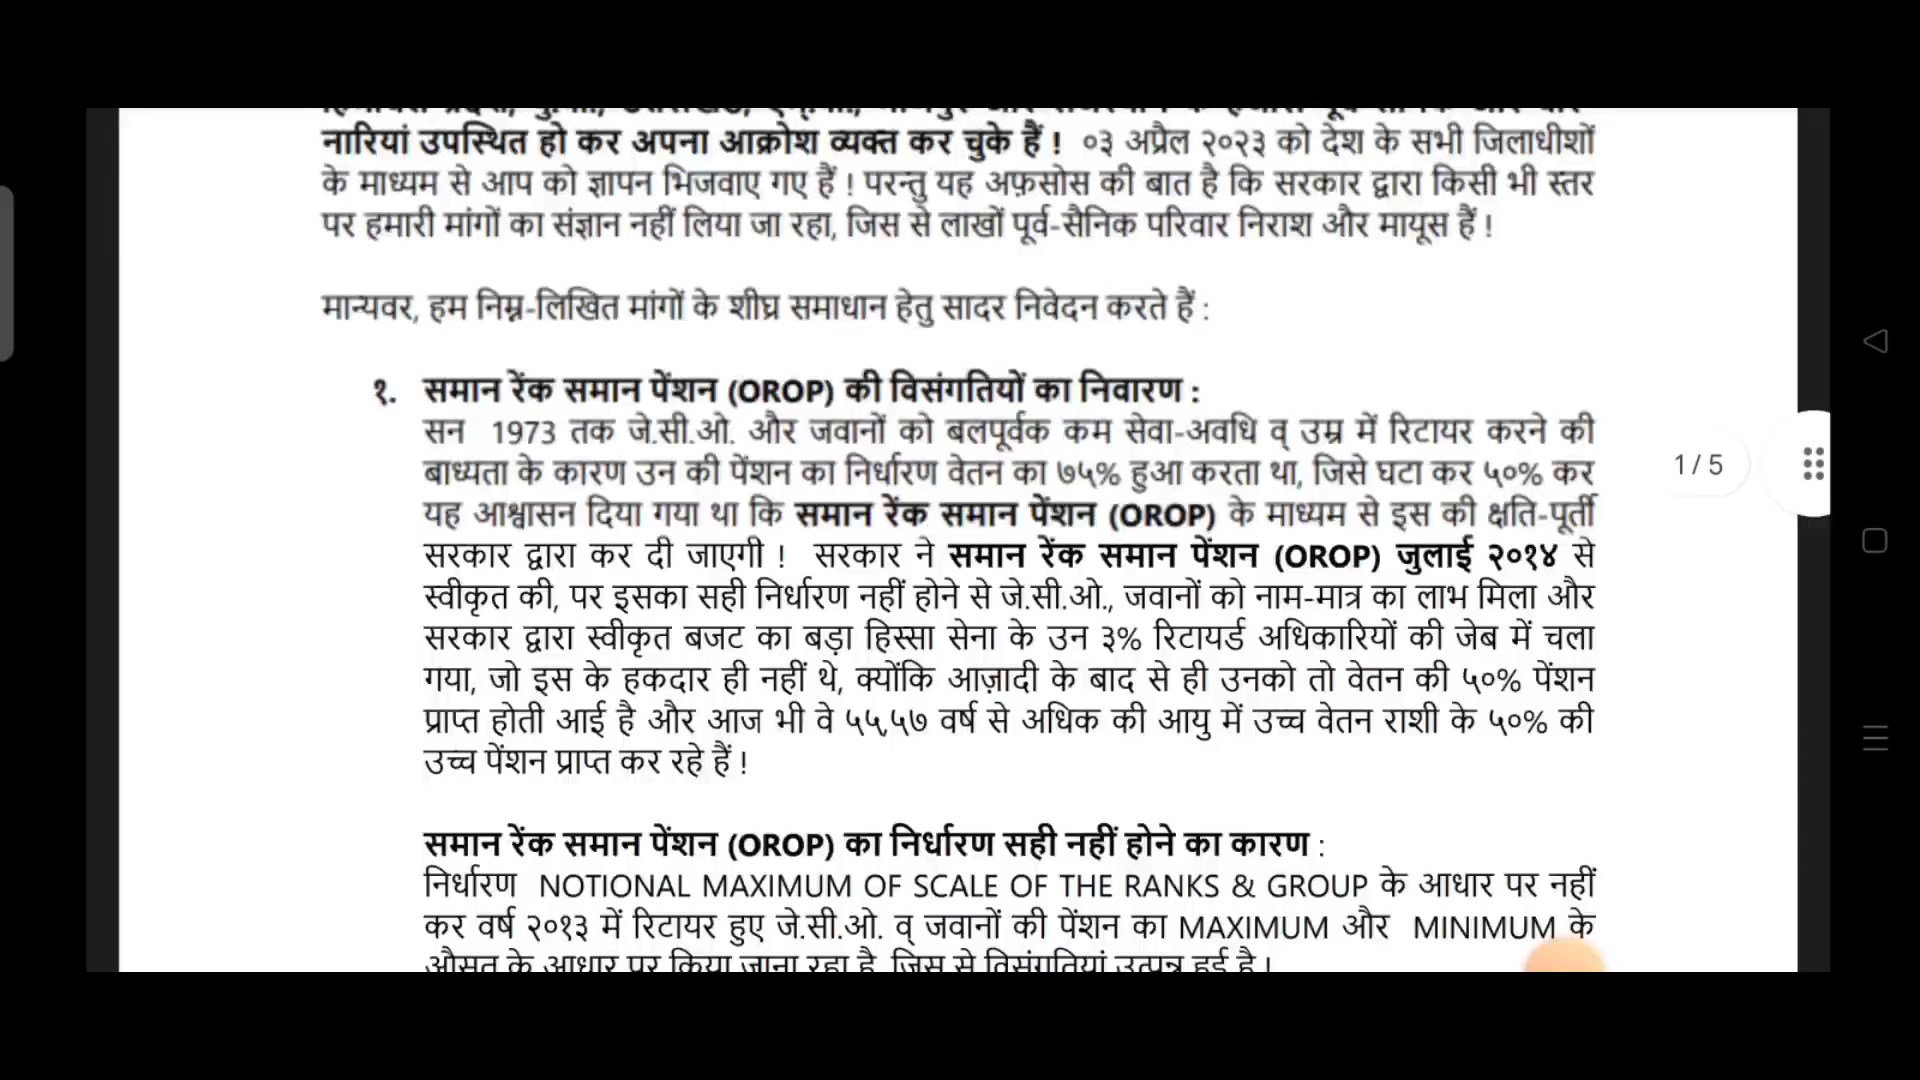 नारियां उपस्थित हो कर अपना आक्रोश व्यक्त कर चुके हैं ! ०३ अप्रैल २०२३ को देश के सभी जिलाधीशों
के माध्यम से आप को ज्ञापन भिजवाए गए हैं ! परन्तु यह अफ़सोस की बात है कि सरकार द्वारा किसी भी स्तर
पर हमारी मांगों का संज्ञान नहीं लिया जा रहा, जिस से लाखों पूर्व-सैनिक परिवार निराश और मायूस हैं !
मान्यवर, हम निम्न-लिखित मांगों के शीघ्र समाधान हेतु सादर निवेदन करते हैं :
१. समान रेंक समान पेंशन (OROP) की विसंगतियों का निवारण :
सन 1973 तक जे.सी.ओ. और जवानों को बलपूर्वक कम सेवा-अवधि व् उम्र में रिटायर करने की
बाध्यता के कारण उन की पेंशन का निर्धारण वेतन का ७५% हुआ करता था, जिसे घटा कर ५०% कर
यह आश्वासन दिया गया था कि समान रेंक समान पेंशन (OROP) के माध्यम से इस की क्षति-पूर्ती
सरकार द्वारा कर दी जाएगी ! सरकार ने समान रेंक समान पेंशन (OROP) जुलाई २०१४ से
स्वीकृत की, पर इसका सही निर्धारण नहीं होने से जे.सी.ओ., जवानों को नाम-मात्र का लाभ मिला और
सरकार द्वारा स्वीकृत बजट का बड़ा हिस्सा सेना के उन ३% रिटायर्ड अधिकारियों की जेब में चला
गया, जो इस के हकदार ही नहीं थे, क्योंकि आज़ादी के बाद से ही उनको तो वेतन की ५०% पेंशन
प्राप्त होती आई है और आज भी वे ५५,५७ वर्ष से अधिक की आयु में उच्च वेतन राशी के ५०% की
उच्च पेंशन प्राप्त कर रहे हैं !
समान रेंक समान पेंशन (OROP) का निर्धारण सही नहीं होने का कारण :
निर्धारण NOTIONAL MAXIMUM OF SCALE OF THE RANKS & GROUP के आधार पर नहीं
कर वर्ष २०१३ में रिटायर हुए जे.सी.ओ. व् जवानों की पेंशन का MAXIMUM और MINIMUM के
औसत के आधार पर किया जाना रहा है, जिस से विसंगतियां उत्पन्न हुई है !
1 / 5